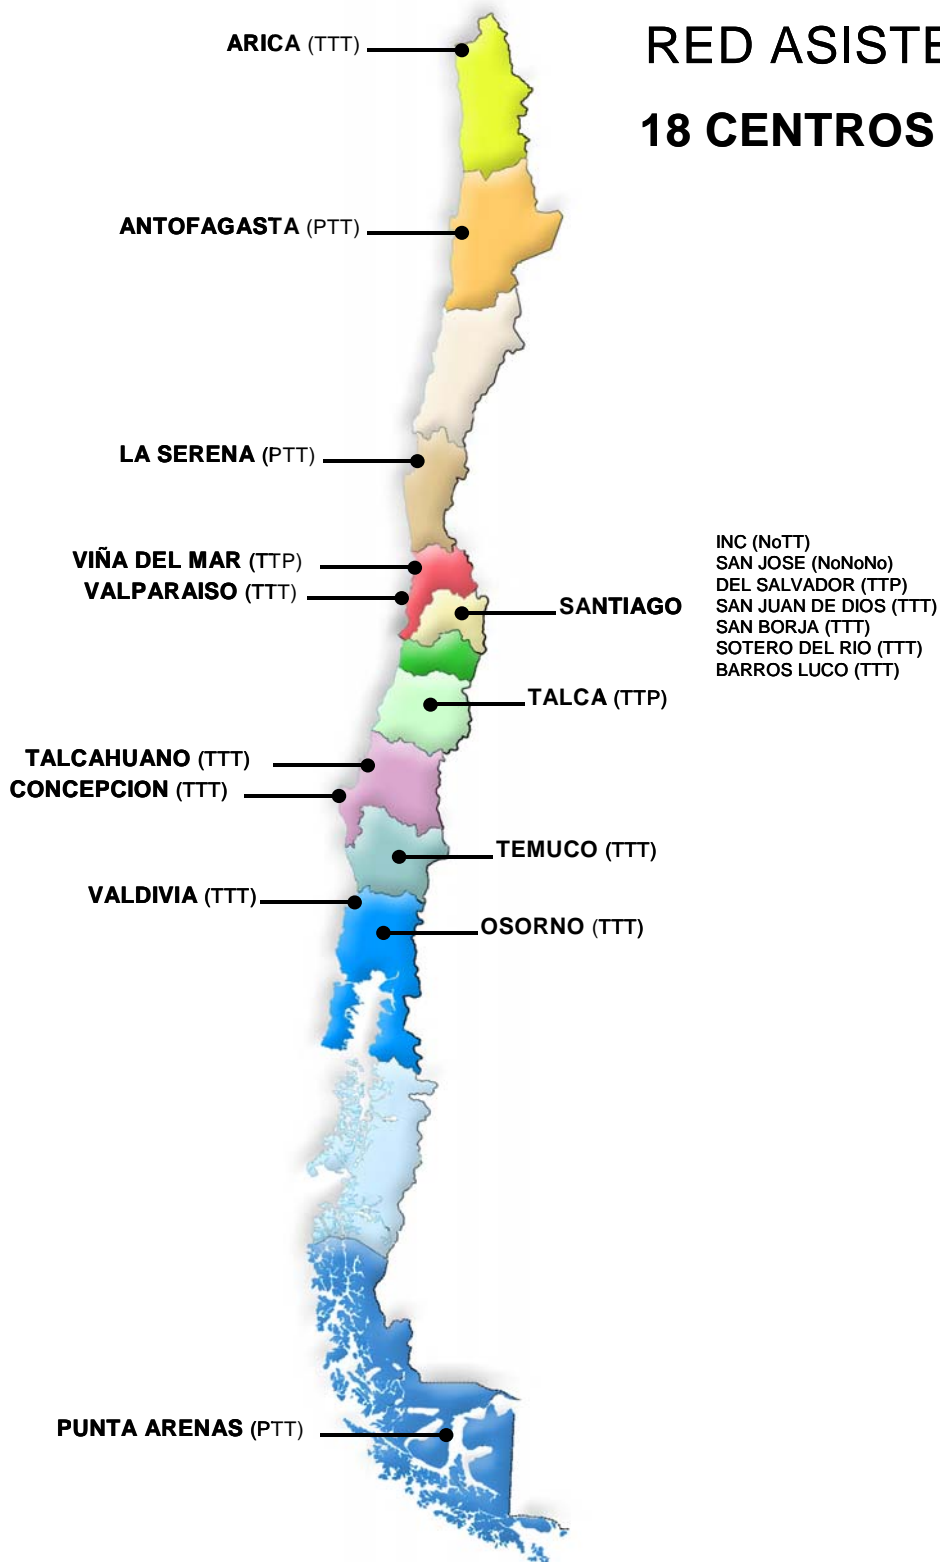 RED ASISTE
18 CENTROS
ARICA (TTT)
ANTOFAGASTA (PTT)
LA SERENA (PTT)
VIÑA DEL MAR (TTP)
VALPARAISO (TTT)
SANTIAGO
INC (NoTT)
SAN JOSE (NoNoNo)
DEL SALVADOR (TTP)
SAN JUAN DE DIOS (TTT)
SAN BORJA (TTT)
SOTERO DEL RIO (TTT)
BARROS LUCO (TTT)
TALCA (TTP)
TALCAHUANO (TTT)
CONCEPCION (TTT)
TEMUCO (TTT)
VALDIVIA (TTT)
OSORNO (TTT)
PUNTA ARENAS (PTT)